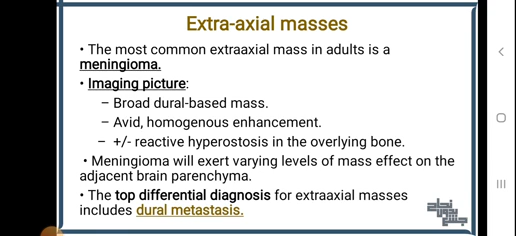 Extra-axial masses
• The most common extraaxial mass in adults is a
meningioma.
• Imaging picture:
– Broad dural-based mass.
– Avid, homogenous enhancement.
– +/- reactive hyperostosis in the overlying bone.
• Meningioma will exert varying levels of mass effect on the
adjacent brain parenchyma.
• The top differential diagnosis for extraaxial masses
includes dural metastasis.